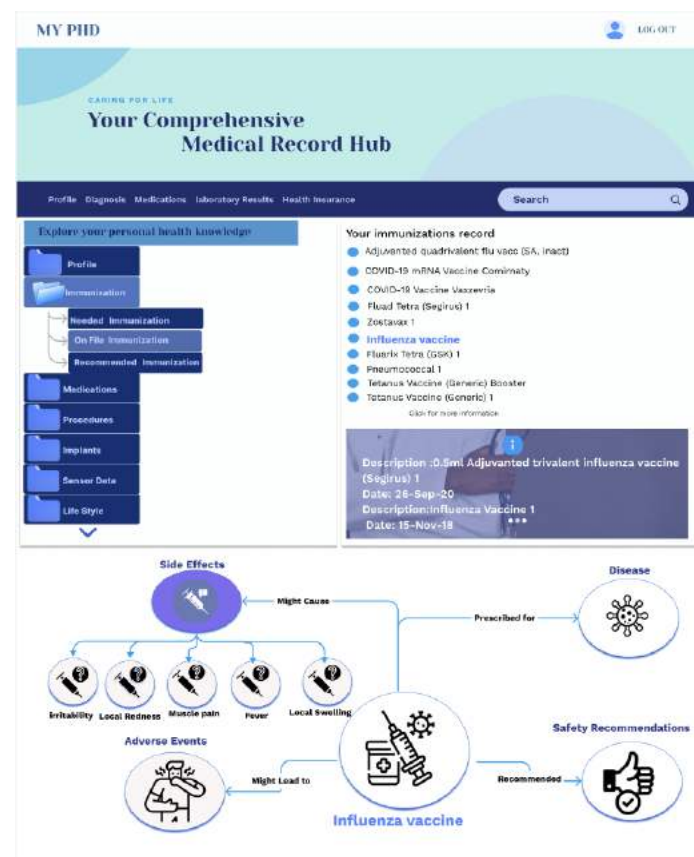 MY PHD
LOG OUT
CARING FOR LIFE
Your Comprehensive
Medical Record Hub
Profile Diagnosis Medications laboratory Results Health Insurance
Search
Explore your personal health knowledge
Profile
Immunization
Needed Immunization
On File Immunization
Recommended Immunization
Medications
Procedures
Implants
Sensor Data
Life Style
Your immunizations record
Adjuvanted quadrivalent flu vacc (SA, inact)
COVID-19 mRNA Vaccine Comirnaty
COVID-19 Vaccine Vaxzevria
Fluad Tetra (Seqirus) 1
Zostavax 1
Influenza vaccine
Fluarix Tetra (GSK) 1
Pneumococcal 1
Tetanus Vaccine (Generic) Booster
Tetanus Vaccine (Generic) 1
Click for more information
Description :0.5ml Adjuvanted trivalent influenza vaccine
(Seqirus) 1
Date: 26-Sep-20
Description:Influenza Vaccine 1
Date: 15-Nov-18
Side Effects
Might Cause
Disease
Prescribed for
Irritability
Local Redness
Muscle pain
Fever
Local Swelling
Adverse Events
Might Lead to
Safety Recommendations
Recommended
Influenza vaccine